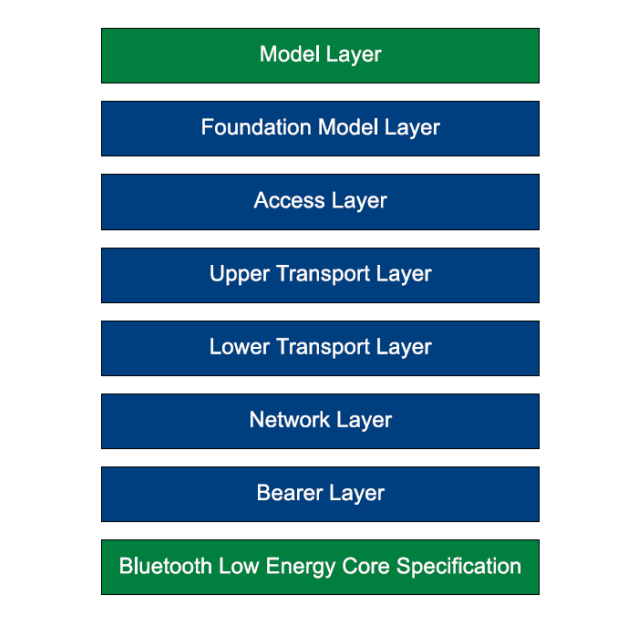 Model Layer
Foundation Model Layer
Access Layer
Upper Transport Layer
Lower Transport Layer
Network Layer
Bearer Layer
Bluetooth Low Energy Core Specification